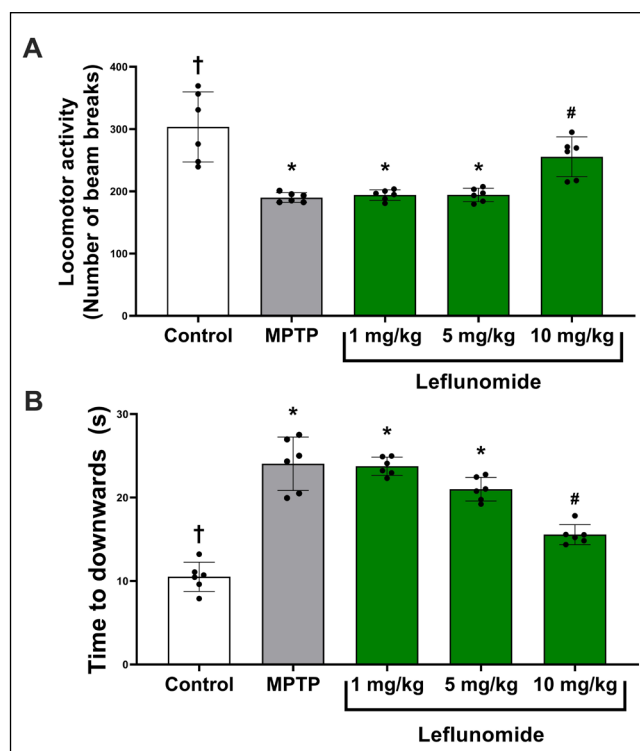 A
Locomotor activity
(Number of beam breaks)
400
300
200
100
0
†
*
*
*
#
Control
MPTP
1 mg/kg
5 mg/kg
10 mg/kg
Leflunomide
B
Time to downwards (s)
30
20
10
0
†
*
*
*
#
Control
MPTP
1 mg/kg
5 mg/kg
10 mg/kg
Leflunomide